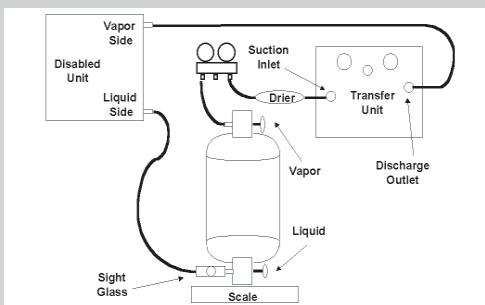 Vapor
Side
Disabled
Unit
Liquid
Side
Suction
Inlet
Drier
Transfer
Unit
Discharge
Outlet
Vapor
Liquid
Sight
Glass
Scale